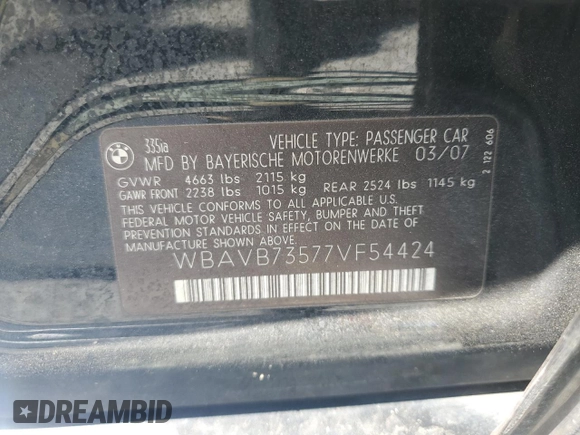 BMW
335ia
VEHICLE TYPE: PASSENGER CAR
MFD BY BAYERISCHE MOTORENWERKE 03/07
GVWR 4663 lbs 2115 kg
GAWR FRONT 2238 lbs 1015 kg REAR 2524 lbs 1145 kg
THIS VEHICLE CONFORMS TO ALL APPLICABLE
FEDERAL MOTOR VEHICLE SAFETY, BUMPER, AND THEFT
PREVENTION STANDARDS IN EFFECT ON THE DATE OF
MANUFACTURE SHOWN ABOVE.
WBAVB73577VF54424
2 122 606
DREAMBID